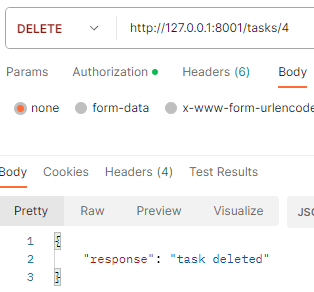 DELETE http://127.0.0.1:8001/tasks/4
Params Authorization Headers (6) Body
none form-data x-www-form-urlencode
Body Cookies Headers (4) Test Results
Pretty Raw Preview Visualize JSO
1 {
2 "response": "task deleted"
3 }